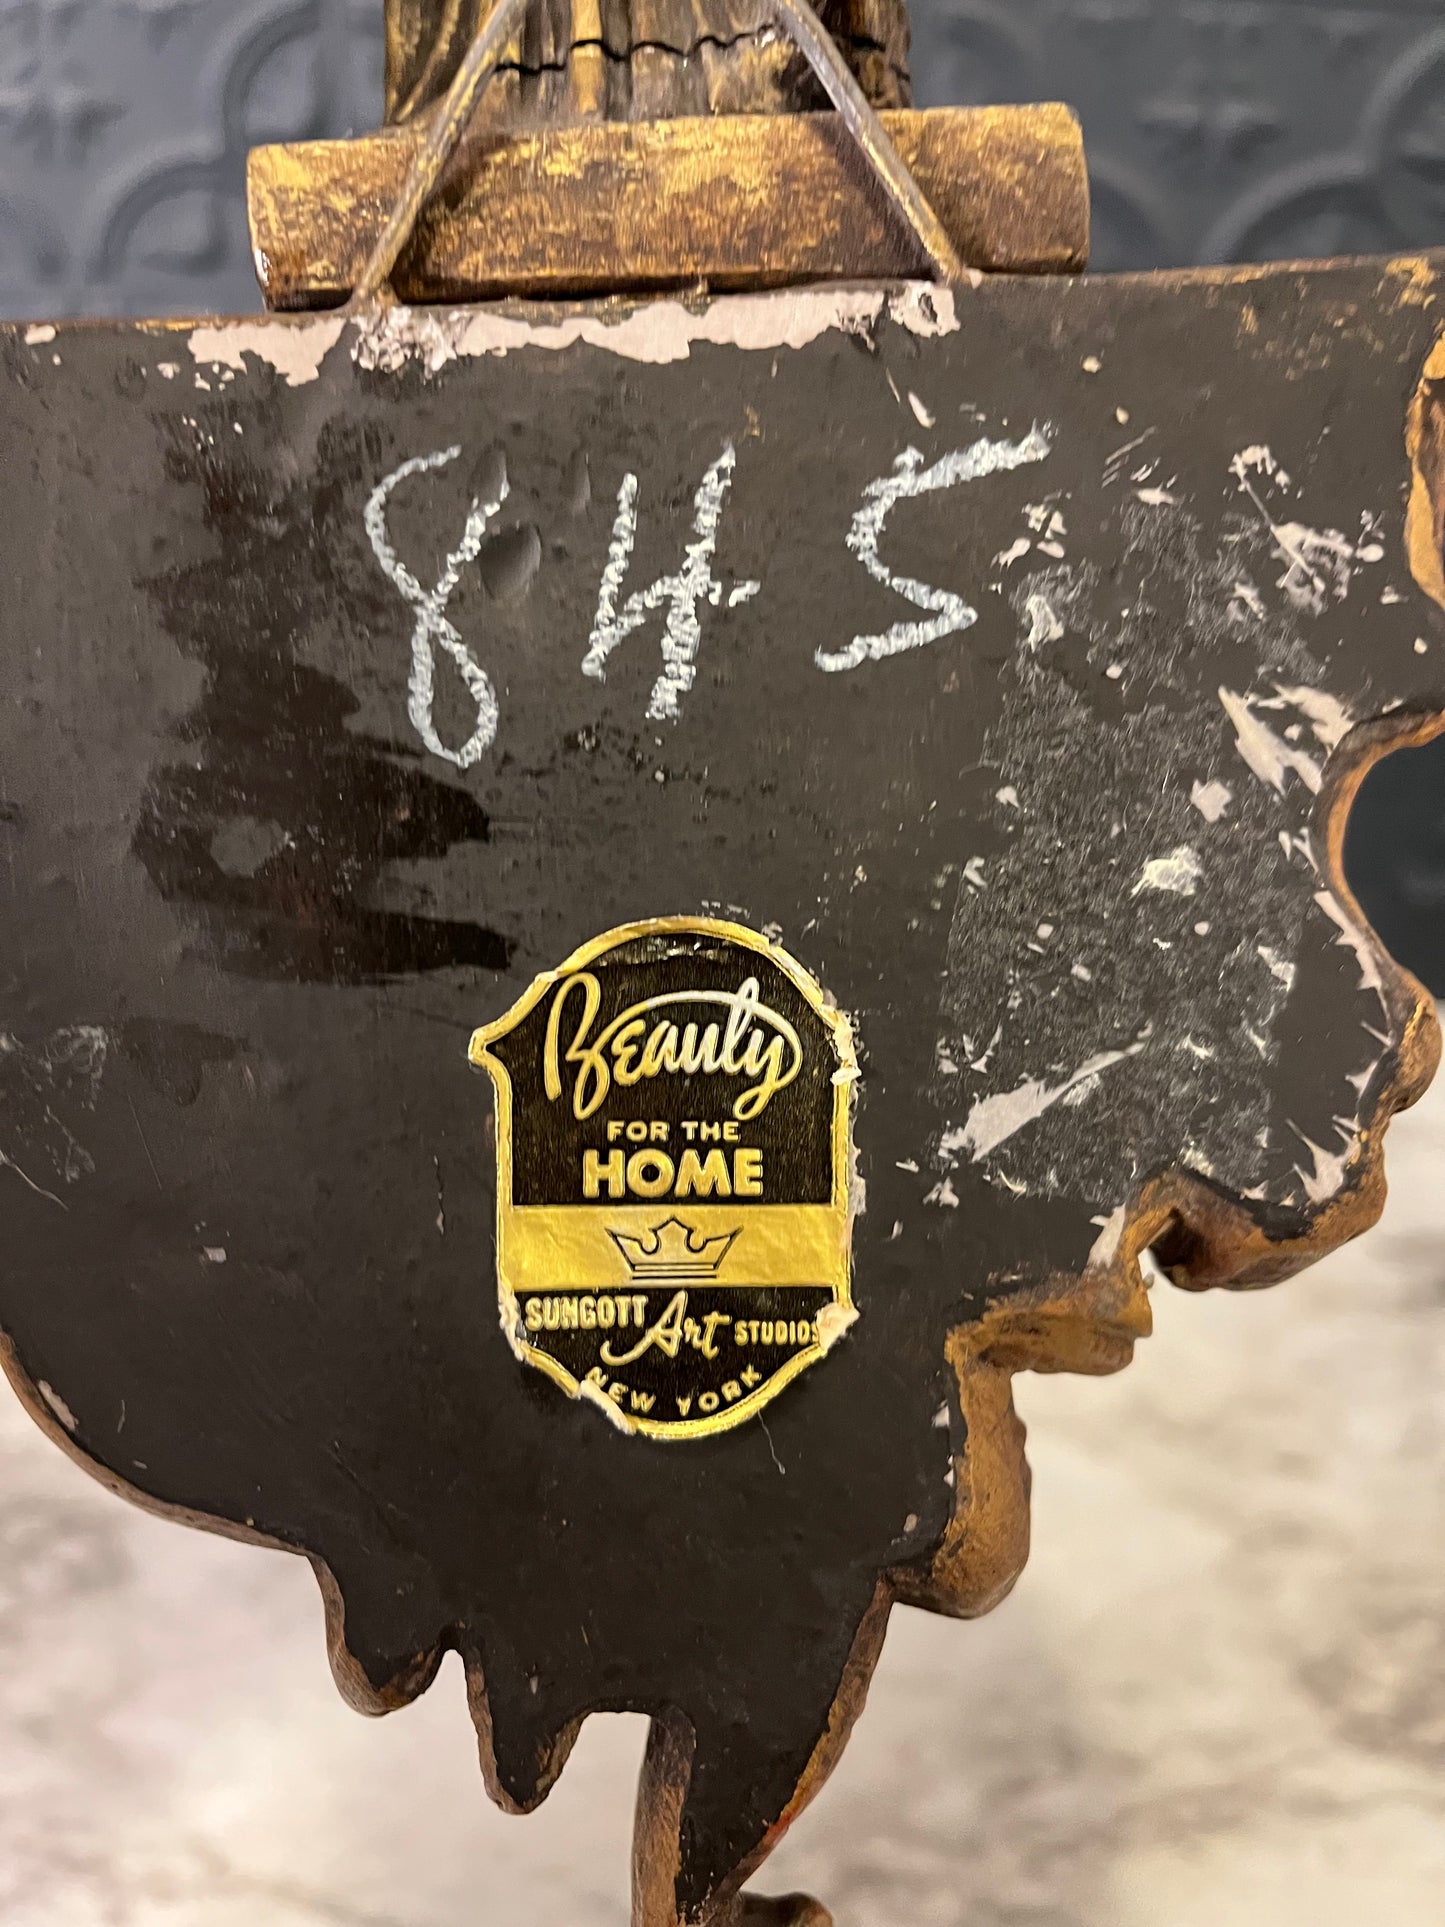 845
Beauty
FOR THE
HOME
SUNGOTT Art STUDIOS
NEW YORK